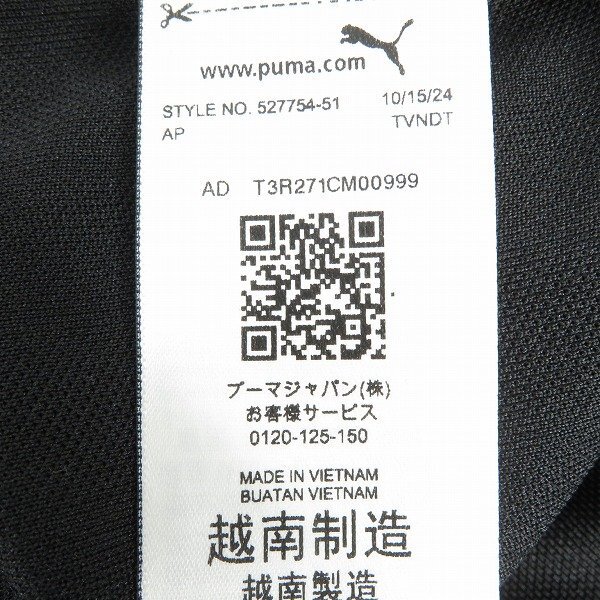 www.puma.com
STYLE NO. 527754-51 10/15/24
AP TVNDT
AD T3R271CM00999
プーマジャパン(株)
お客様サービス
0120-125-150
MADE IN VIETNAM
BUATAN VIETNAM
越南制造
越南製造